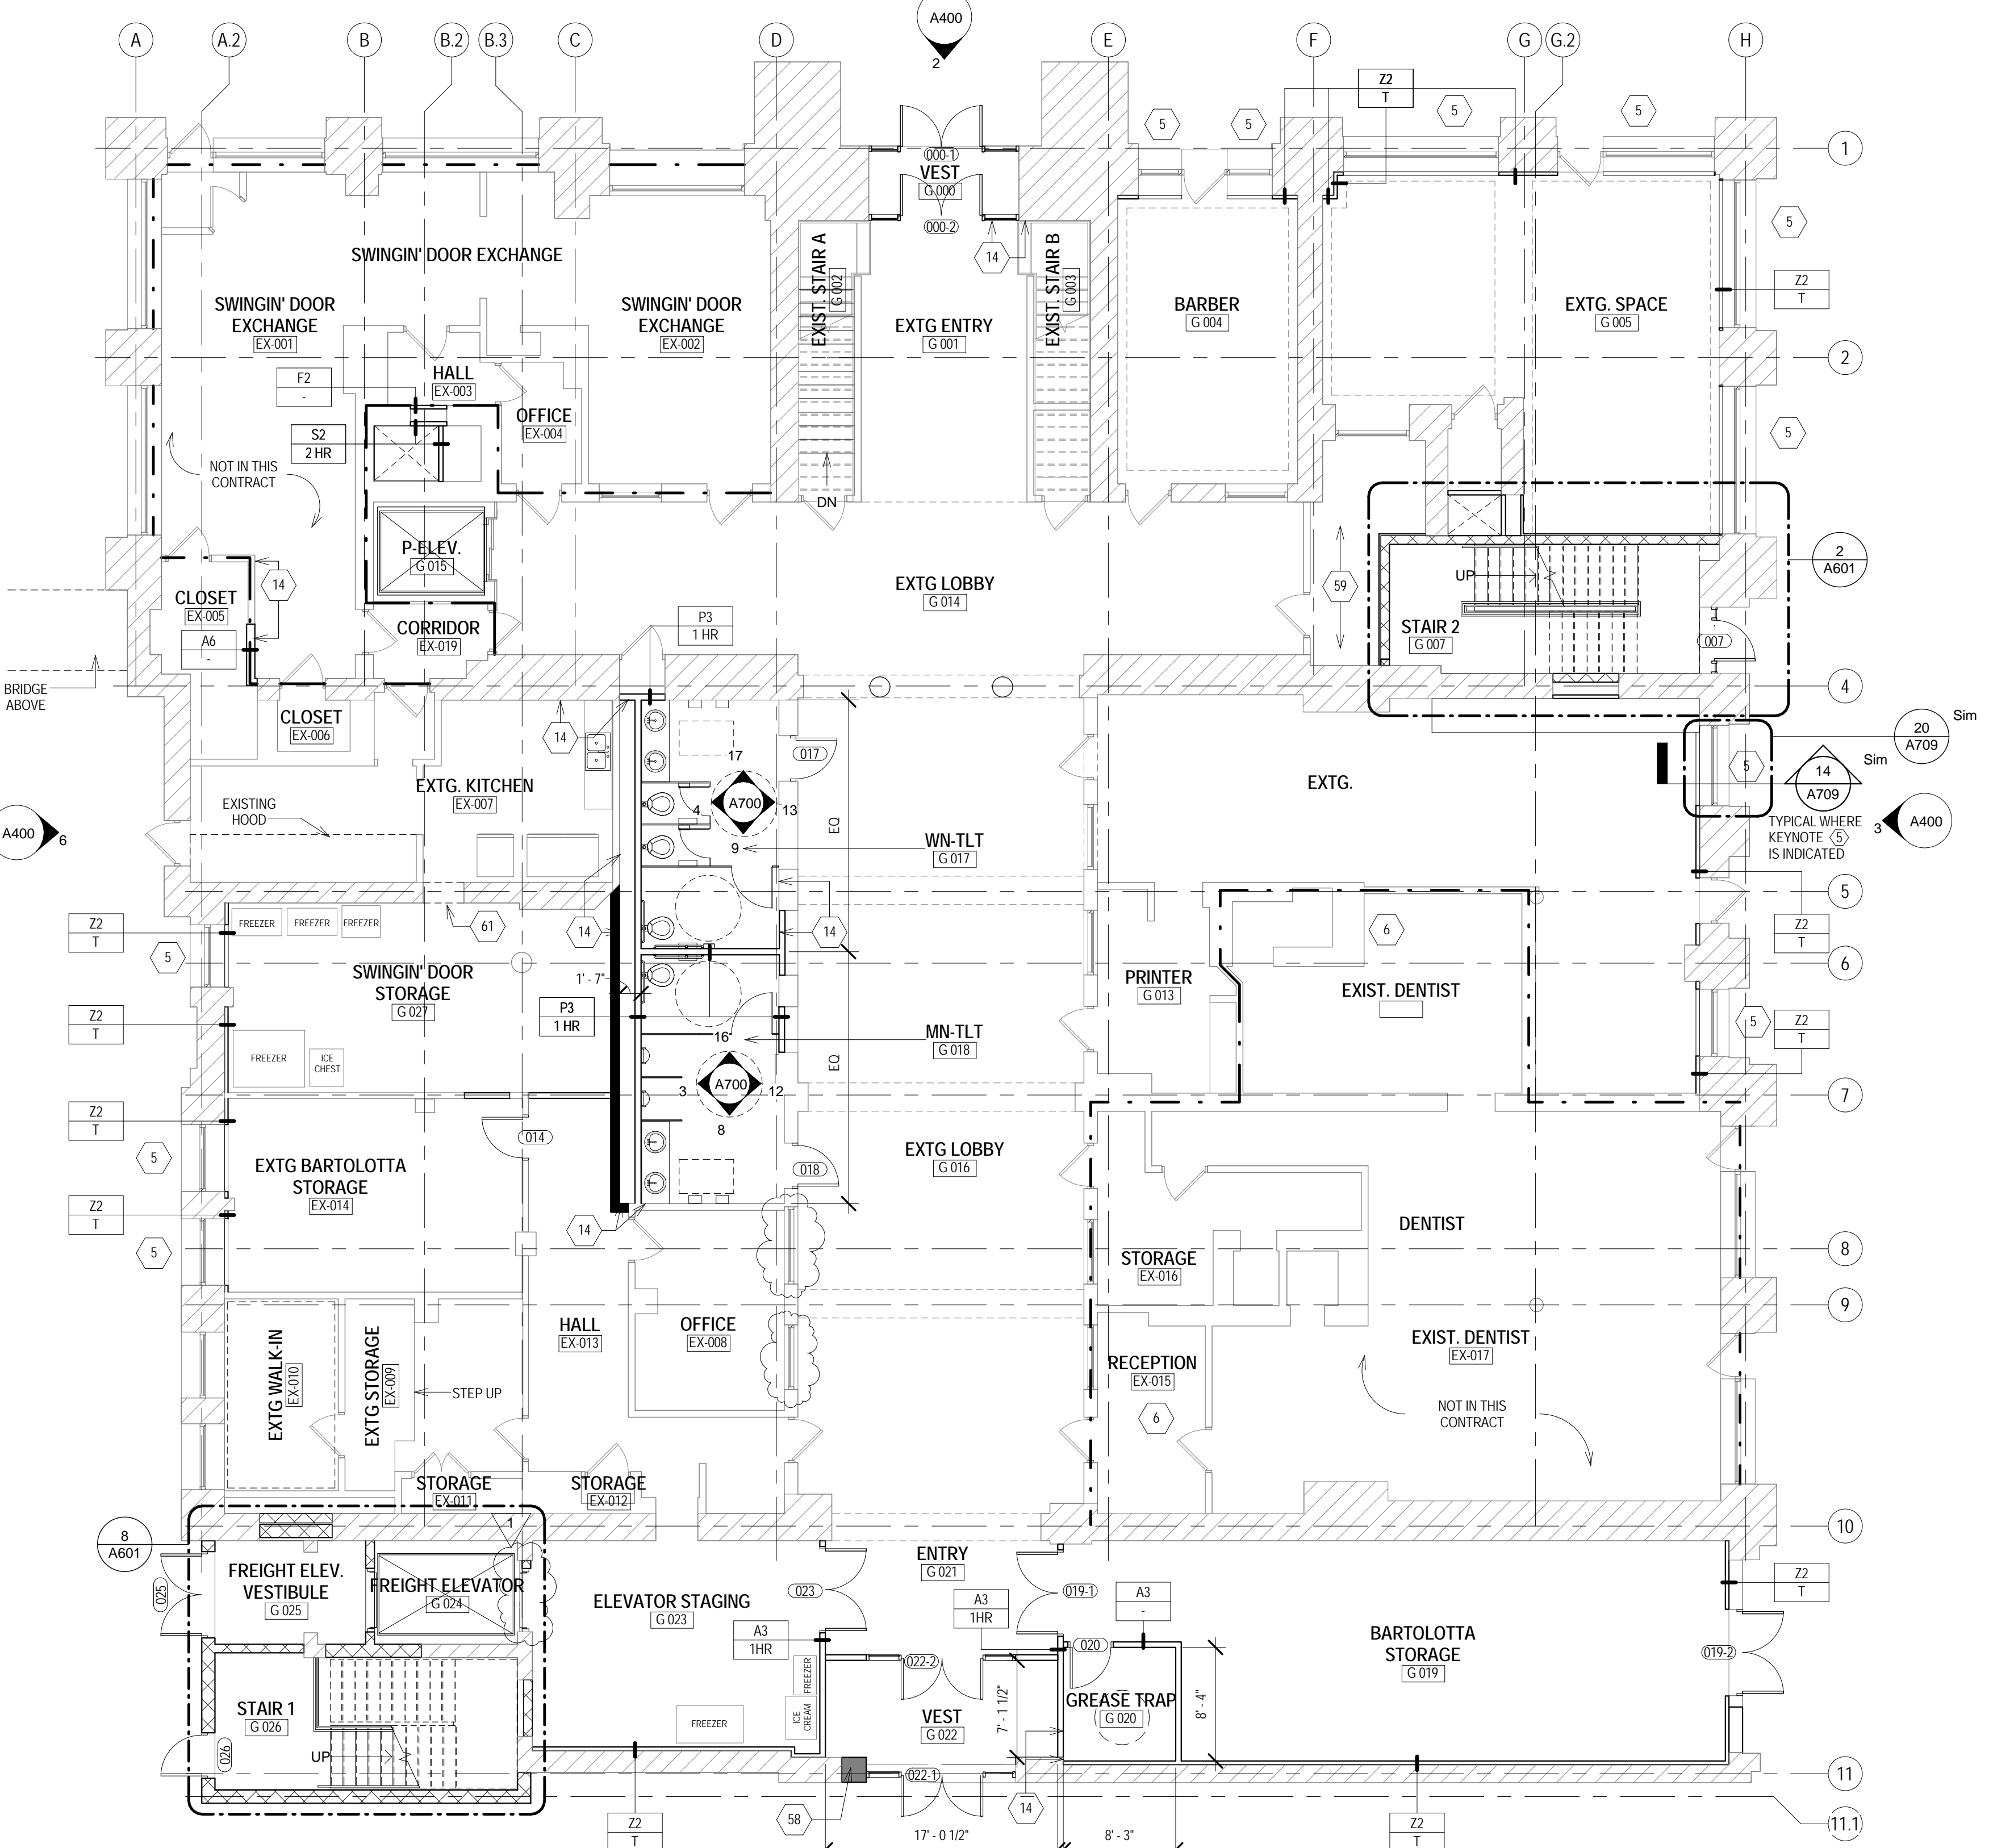 A400
2
A
A.2
B
B.2
B.3
C
D
E
F
G
G.2
H
Z2
T
5
5
5
5
000-1
VEST
G 000
000-2
1
5
14
EXIST. STAIR A
G 002
EXIST. STAIR B
G 003
SWINGIN' DOOR EXCHANGE
SWINGIN' DOOR
EXCHANGE
EX-001
SWINGIN' DOOR
EXCHANGE
EX-002
EXTG ENTRY
G 001
BARBER
G 004
EXTG. SPACE
G 005
Z2
T
2
F2
-
HALL
EX-003
OFFICE
EX-004
S2
2 HR
5
NOT IN THIS
CONTRACT
DN
P-ELEV.
G 015
EXTG LOBBY
G 014
59
UP
STAIR 2
G 007
007
2
A601
14
CLOSET
EX-005
A6
-
CORRIDOR
EX-019
P3
1 HR
BRIDGE
ABOVE
4
CLOSET
EX-006
14
017
17
4
A700
13
9
EQ
EXTG.
5
20
A709
Sim
14
A709
Sim
TYPICAL WHERE
KEYNOTE 5
IS INDICATED
3
A400
EXTG. KITCHEN
EX-007
EXISTING
HOOD
A400
6
WN-TLT
G 017
5
Z2
T
FREEZER
FREEZER
FREEZER
61
14
14
Z2
T
5
6
6
SWINGIN' DOOR
STORAGE
G 027
1' - 7"
P3
1 HR
PRINTER
G 013
EXIST. DENTIST
Z2
T
FREEZER
ICE
CHEST
16
MN-TLT
G 018
EQ
5
Z2
T
3
A700
12
8
7
Z2
T
014
5
EXTG BARTOLOTTA
STORAGE
EX-014
018
EXTG LOBBY
G 016
Z2
T
5
14
DENTIST
STORAGE
EX-016
8
9
HALL
EX-013
OFFICE
EX-008
EXTG WALK-IN
EX-010
EXTG STORAGE
EX-009
STEP UP
RECEPTION
EX-015
6
EXIST. DENTIST
EX-017
NOT IN THIS
CONTRACT
STORAGE
EX-011
STORAGE
EX-012
1
10
8
A601
025
FREIGHT ELEV.
VESTIBULE
G 025
FREIGHT ELEVATOR
G 024
ELEVATOR STAGING
G 023
023
ENTRY
G 021
019-1
A3
1HR
A3
-
Z2
T
A3
1HR
020
BARTOLOTTA
STORAGE
G 019
019-2
022-2
FREEZER
ICE
CREAM
FREEZER
STAIR 1
G 026
026
UP
VEST
G 022
7' - 1 1/2"
GREASE TRAP
G 020
8' - 4"
022-1
11
58
14
11.1
Z2
T
17' - 0 1/2"
8' - 3"
Z2
T